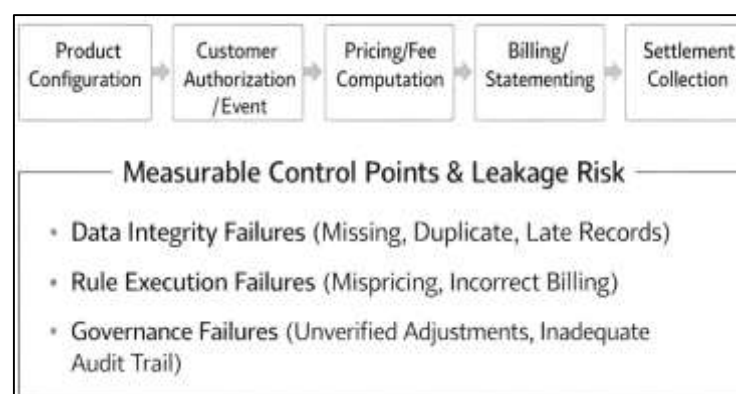 Product
Configuration
Customer
Authorization
/Event
Pricing/Fee
Computation
Billing/
Statementing
Settlement
Collection
Measurable Control Points & Leakage Risk
• Data Integrity Failures (Missing, Duplicate, Late Records)
• Rule Execution Failures (Mispricing, Incorrect Billing)
• Governance Failures (Unverified Adjustments, Inadequate
Audit Trail)